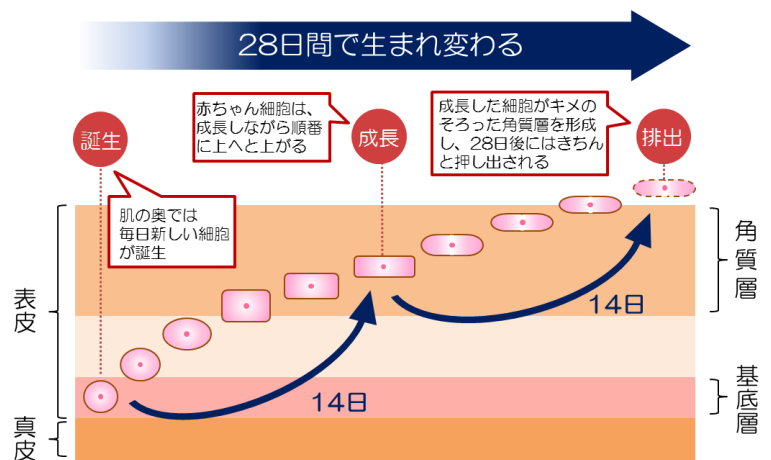 28日間で生まれ変わる
誕生
赤ちゃん細胞は、
成長しながら順番
に上へと上がる
成長
成長した細胞がキメの
そろった角質層を形成
し、28日後にはきちん
と押し出される
排出
肌の奥では
毎日新しい細胞
が誕生
表皮
真皮
角質層
基底層
14日
14日